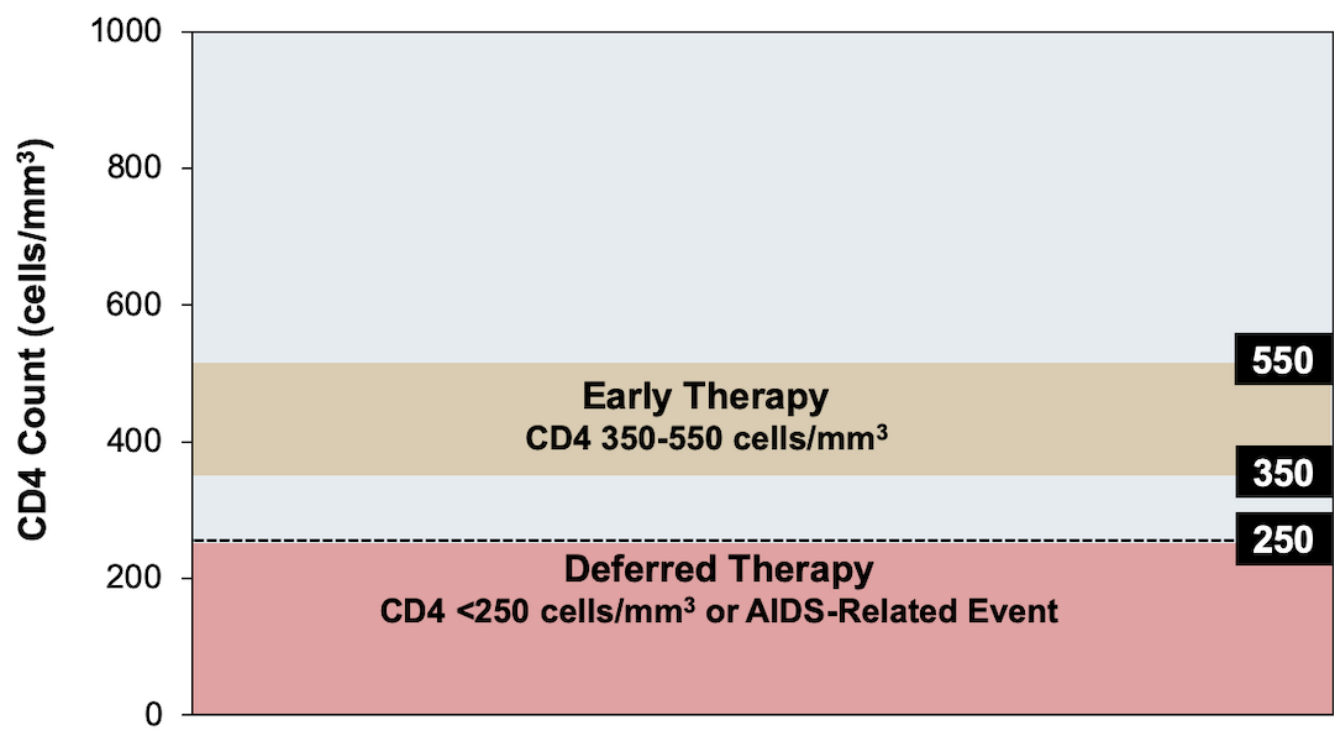 CD4 Count (cells/mm³)
1000
800
600
400
200
0
550
Early Therapy
CD4 350-550 cells/mm³
350
250
Deferred Therapy
CD4 <250 cells/mm³ or AIDS-Related Event